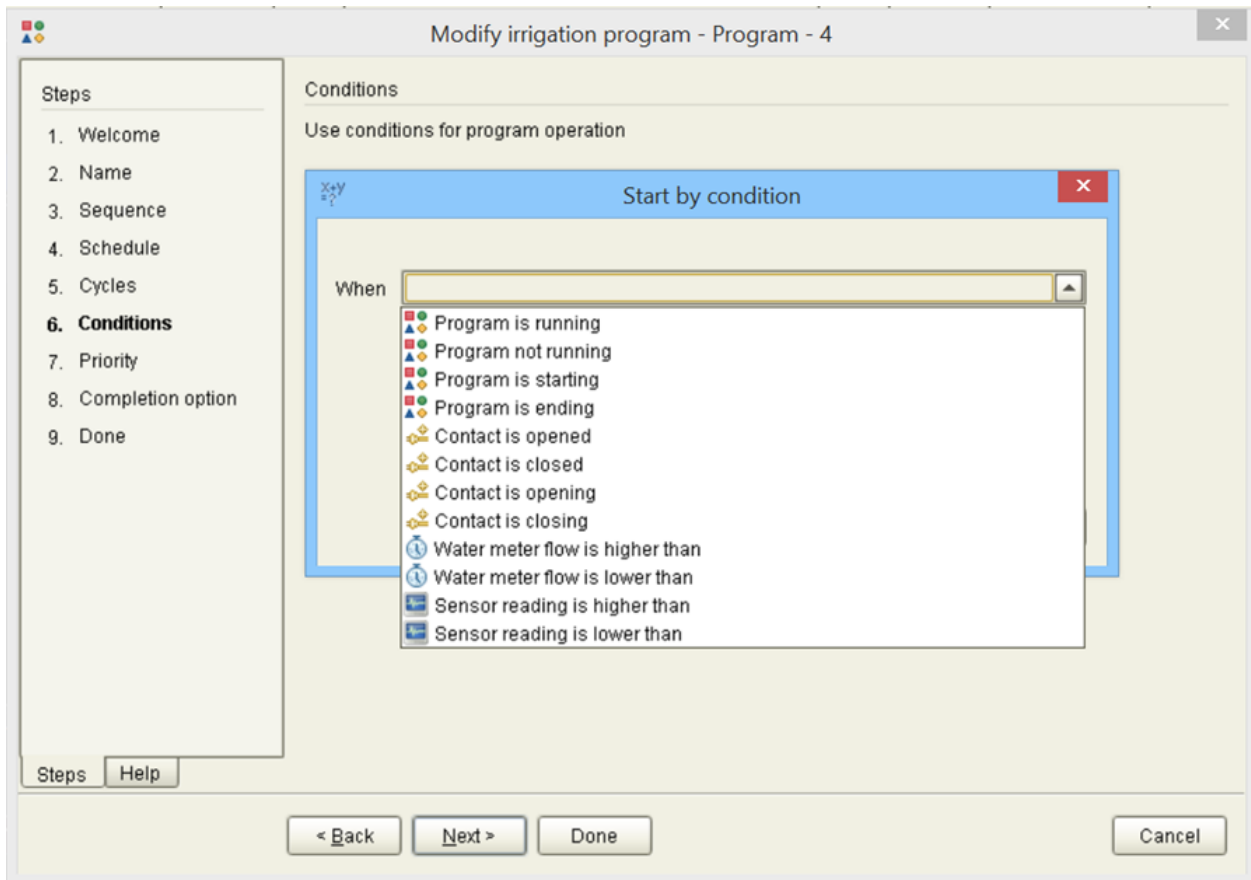 Modify irrigation program - Program - 4
Steps
1. Welcome
2. Name
3. Sequence
4. Schedule
5. Cycles
6. Conditions
7. Priority
8. Completion option
9. Done
Steps
Help
Conditions
Use conditions for program operation
x+y
=?
Start by condition
When
Program is running
Program not running
Program is starting
Program is ending
Contact is opened
Contact is closed
Contact is opening
Contact is closing
Water meter flow is higher than
Water meter flow is lower than
Sensor reading is higher than
Sensor reading is lower than
< Back
Next >
Done
Cancel